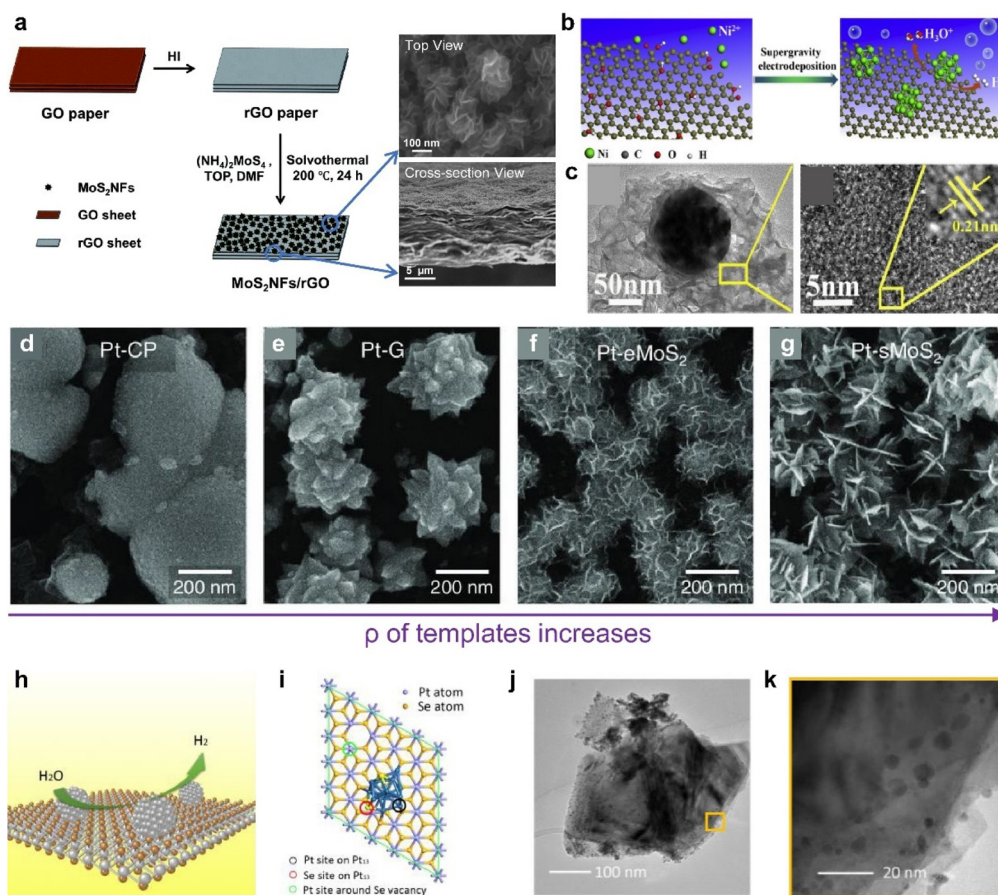 a
GO paper
HI
rGO paper
(NH₄)₂MoS₄ ,
TOP, DMF
Solvothermal
200 °C, 24 h
MoS₂NFs
GO sheet
rGO sheet
MoS₂NFs/rGO
Top View
100 nm
Cross-section View
5 μm
b
Ni²⁺
Supergravity
electrodeposition
H₃O⁺
Ni
C
O
H
c
50nm
0.21nm
5nm
d
Pt-CP
200 nm
e
Pt-G
200 nm
f
Pt-eMoS₂
200 nm
g
Pt-sMoS₂
200 nm
ρ of templates increases
h
H₂O
H₂
i
Pt atom
Se atom
Pt site on Pt₁₃
Se site on Pt₁₃
Pt site around Se vacancy
j
100 nm
k
20 nm